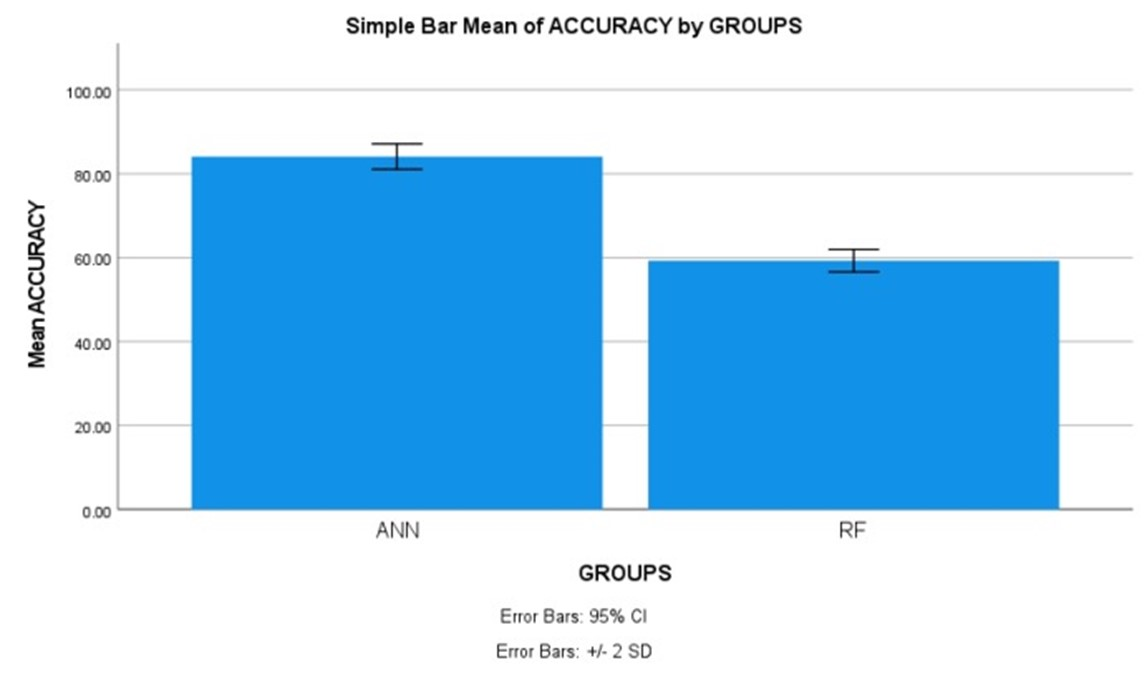 Simple Bar Mean of ACCURACY by GROUPS
Mean ACCURACY
100.00
80.00
60.00
40.00
20.00
0.00
ANN
RF
GROUPS
Error Bars: 95% CI
Error Bars: +/- 2 SD